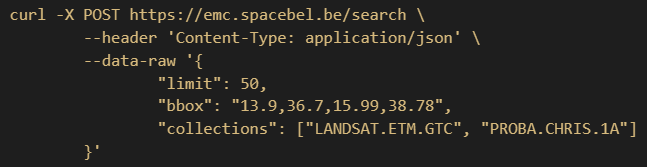 curl -X POST https://emc.spacebel.be/search \
--header 'Content-Type: application/json' \
--data-raw '{
"limit": 50,
"bbox": "13.9,36.7,15.99,38.78",
"collections": ["LANDSAT.ETM.GTC", "PROBA.CHRIS.1A"]
}'